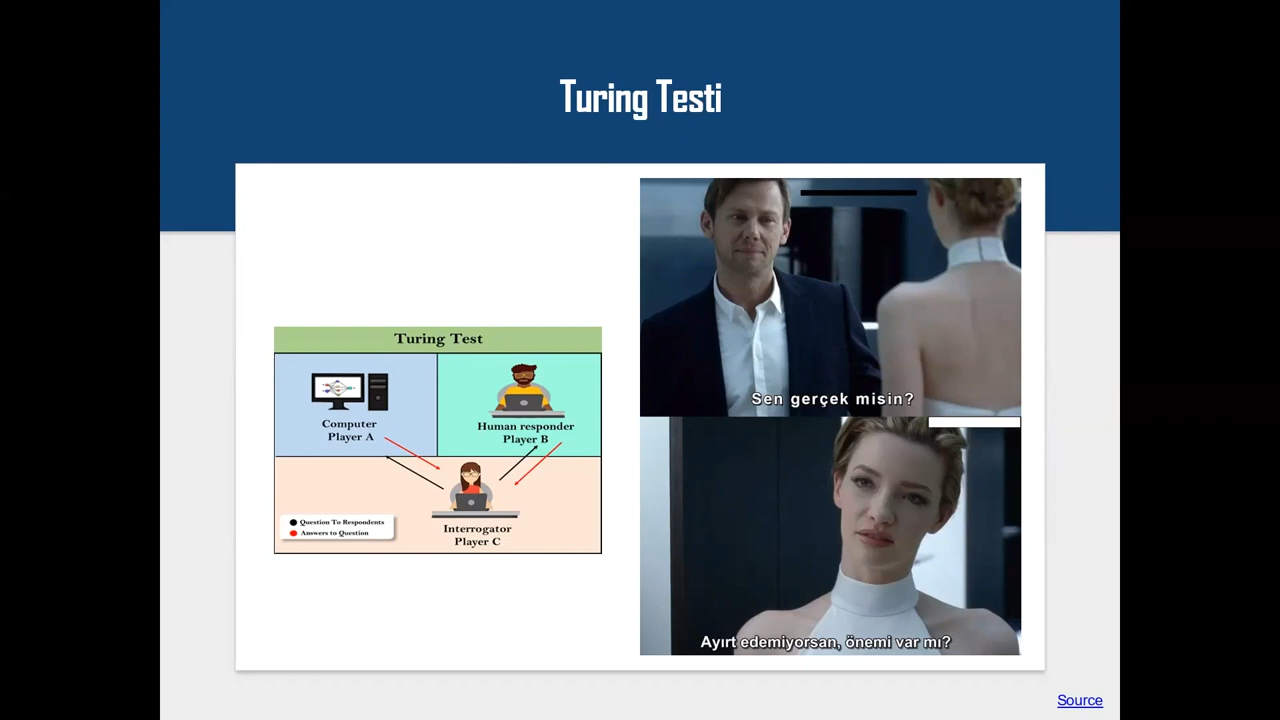 Turing Testi
Turing Test
Computer
Player A
Human responder
Player B
Question To Respondents
Answers to Question
Interrogator
Player C
Sen gerçek misin?
Ayırt edemiyorsan, önemi var mı?
Source